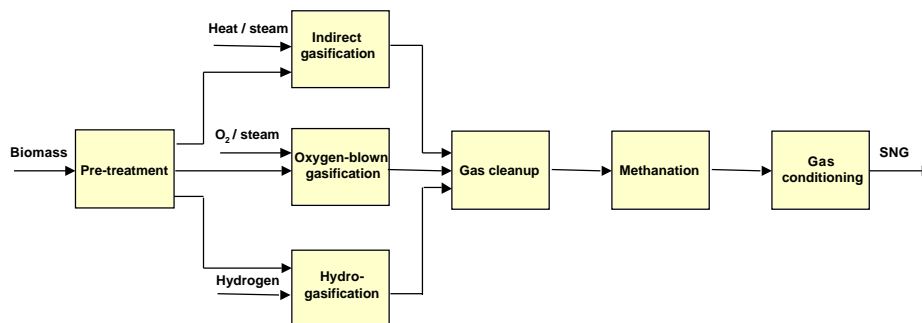 Heat / steam
Indirect
gasification
O₂ / steam
Biomass
Pre-treatment
Oxygen-blown
gasification
Gas cleanup
Methanation
Gas
conditioning
SNG
Hydrogen
Hydro-
gasification